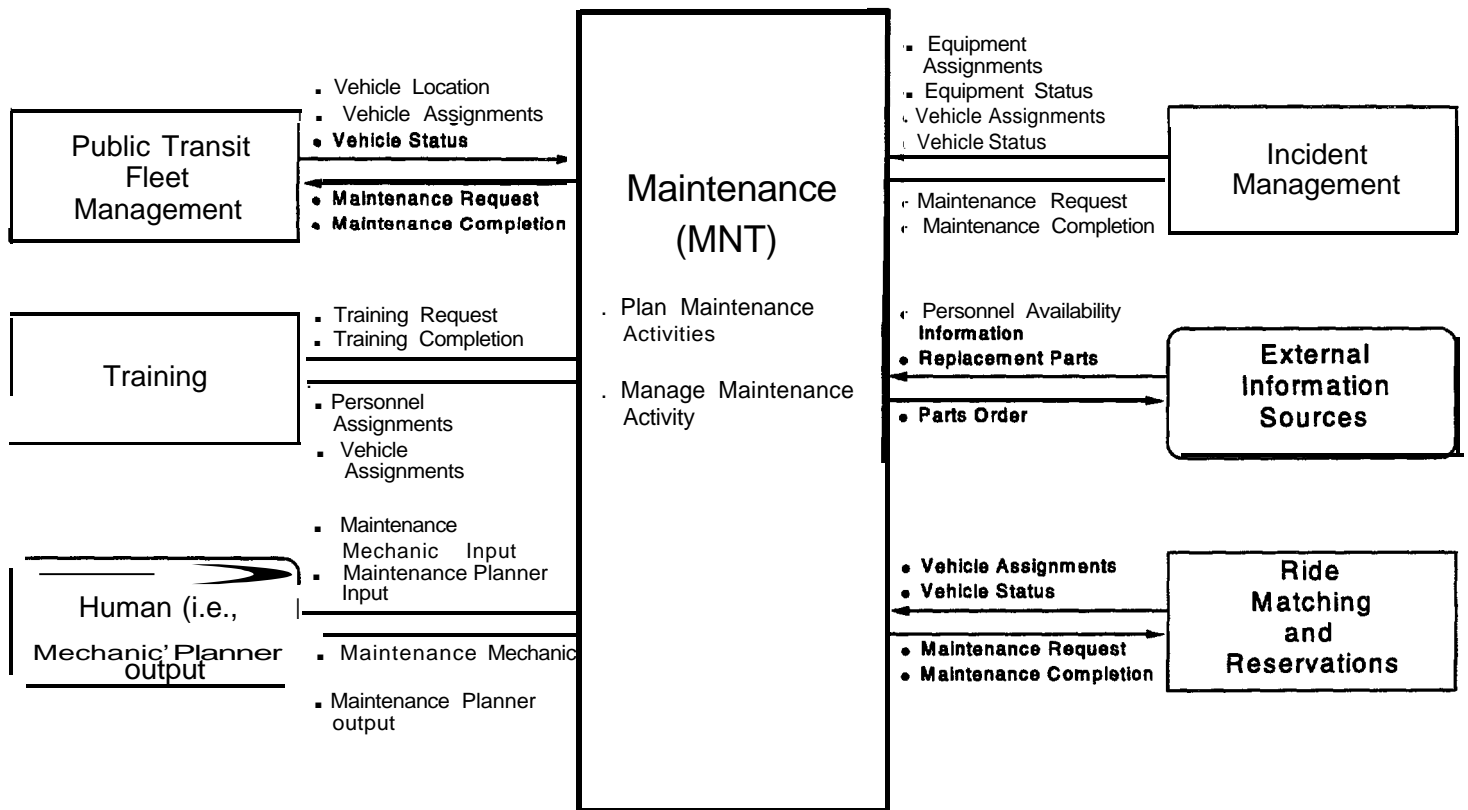 ▪ Vehicle Location
▪ Vehicle Assignments
● Vehicle Status
Public Transit
Fleet
Management
● Maintenance Request
● Maintenance Completion
▪ Training Request
▪ Training Completion
Training
▪ Personnel
Assignments
▪ Vehicle
Assignments
▪ Maintenance
Mechanic Input
▪ Maintenance Planner
Input
Human (i.e.,
Mechanic' Planner
output
▪ Maintenance Mechanic
▪ Maintenance Planner
output
Maintenance
(MNT)
. Plan Maintenance
Activities
. Manage Maintenance
Activity
▪ Equipment
Assignments
▪ Equipment Status
Vehicle Assignments
Vehicle Status
Incident
Management
Maintenance Request
Maintenance Completion
Personnel Availability
Information
● Replacement Parts
External
Information
Sources
● Parts Order
● Vehicle Assignments
● Vehicle Status
Ride
Matching
and
Reservations
● Maintenance Request
● Maintenance Completion